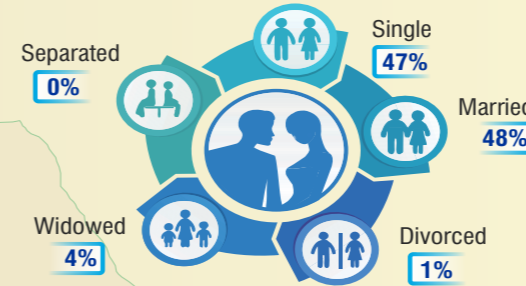 Single
47%
Married
48%
Divorced
1%
Widowed
4%
Separated
0%